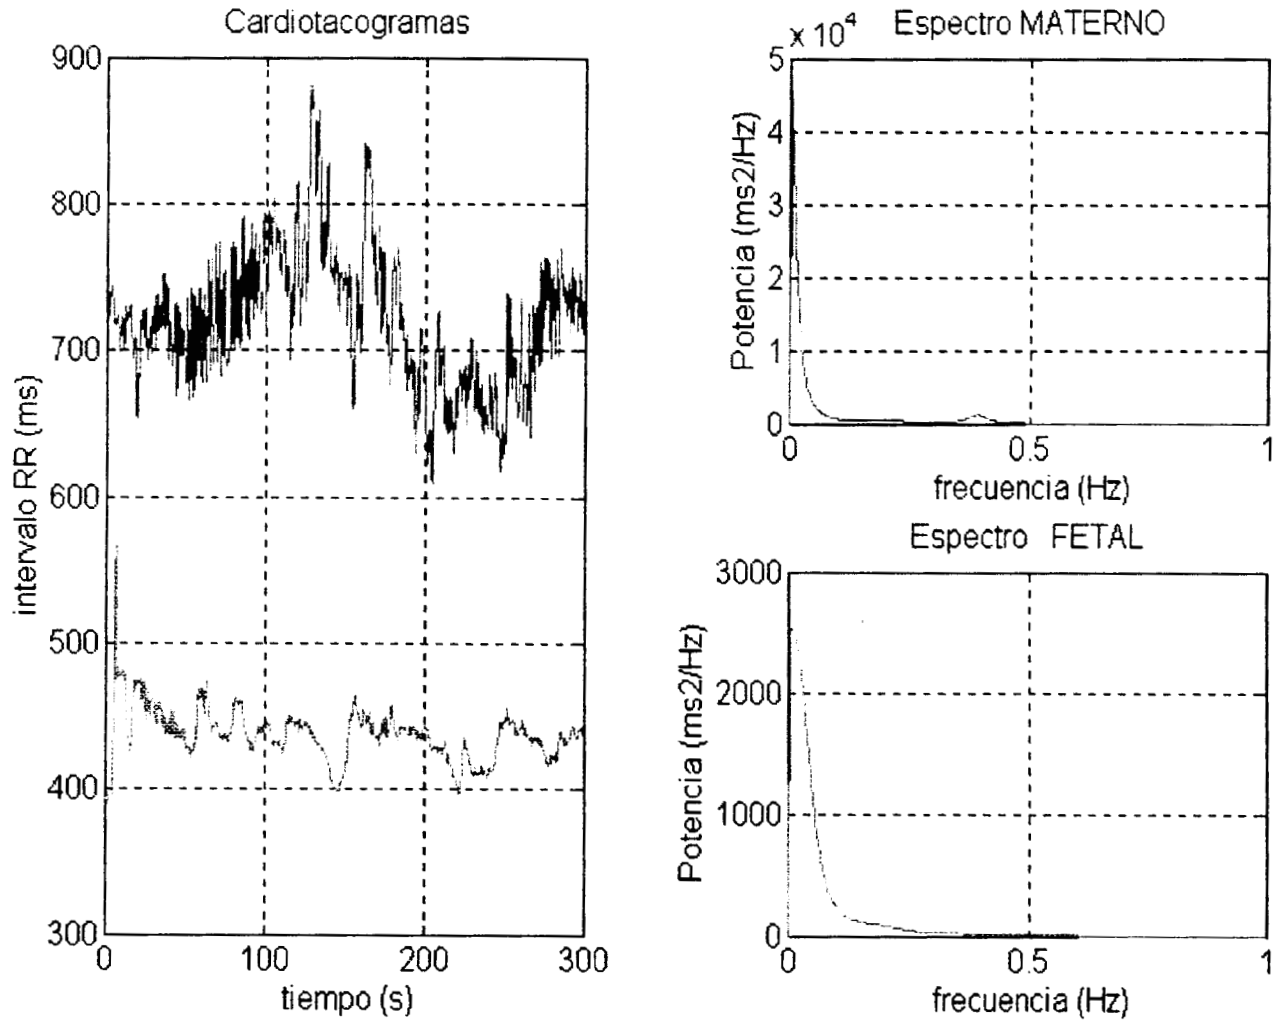 Cardiotacogramas
900
800
700
600
500
400
300
0
100
200
300
intervalo RR (ms)
tiempo (s)
Espectro MATERNO
x 10^4
5
4
3
2
1
0
0
0.5
1
Potencia (ms2/Hz)
frecuencia (Hz)
Espectro FETAL
3000
2000
1000
0
0
0.5
1
Potencia (ms2/Hz)
frecuencia (Hz)